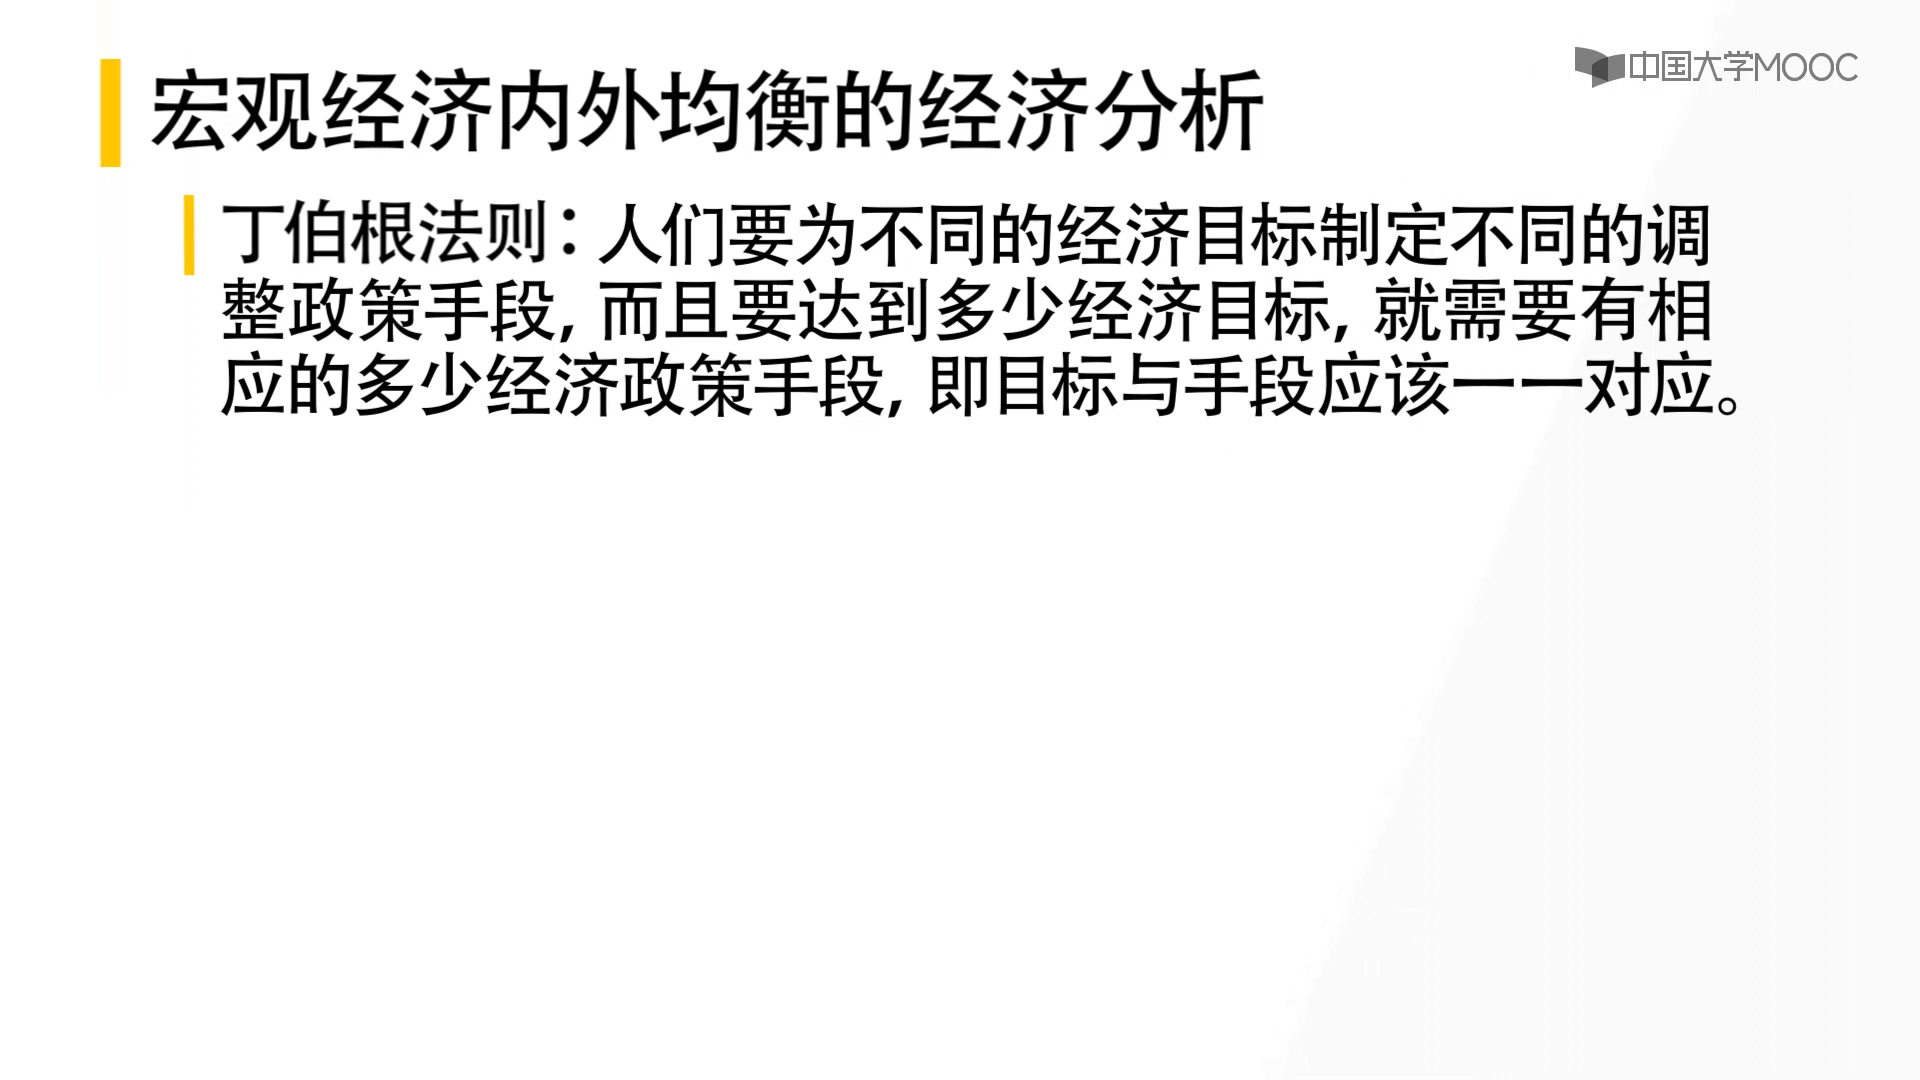 中国大学MOOC
宏观经济内外均衡的经济分析
丁伯根法则：人们要为不同的经济目标制定不同的调
整政策手段, 而且要达到多少经济目标, 就需要有相
应的多少经济政策手段, 即目标与手段应该一一对应。